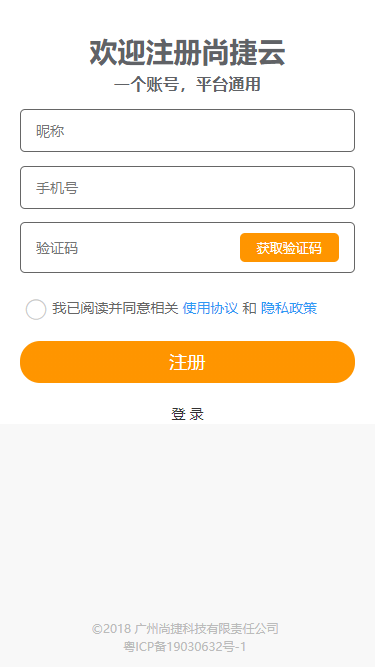 欢迎注册尚捷云
一个账号，平台通用
昵称
手机号
验证码 获取验证码
我已阅读并同意相关 使用协议 和 隐私政策
注册
登 录
©2018 广州尚捷科技有限责任公司
粤ICP备19030632号-1